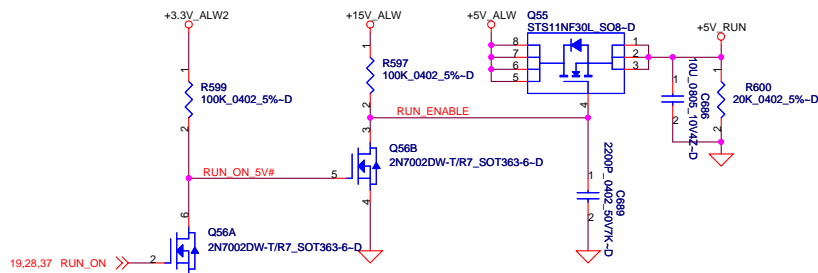 +3.3V_ALW2
+15V_ALW
+5V_ALW
Q55
STS11NF30L_SO8~D
+5V_RUN
8
7
6
5
1
2
3
4
1
R599
100K_0402_5%~D
2
1
R597
100K_0402_5%~D
2
1
2
C686
10U_0805_10V4Z~D
1
R600
20K_0402_5%~D
2
RUN_ENABLE
3
Q56B
2N7002DW-T/R7_SOT363-6~D
RUN_ON_5V#
5
4
1
2
C689
2200P_0402_50V7K~D
6
Q56A
2N7002DW-T/R7_SOT363-6~D
19,28,37 RUN_ON
2